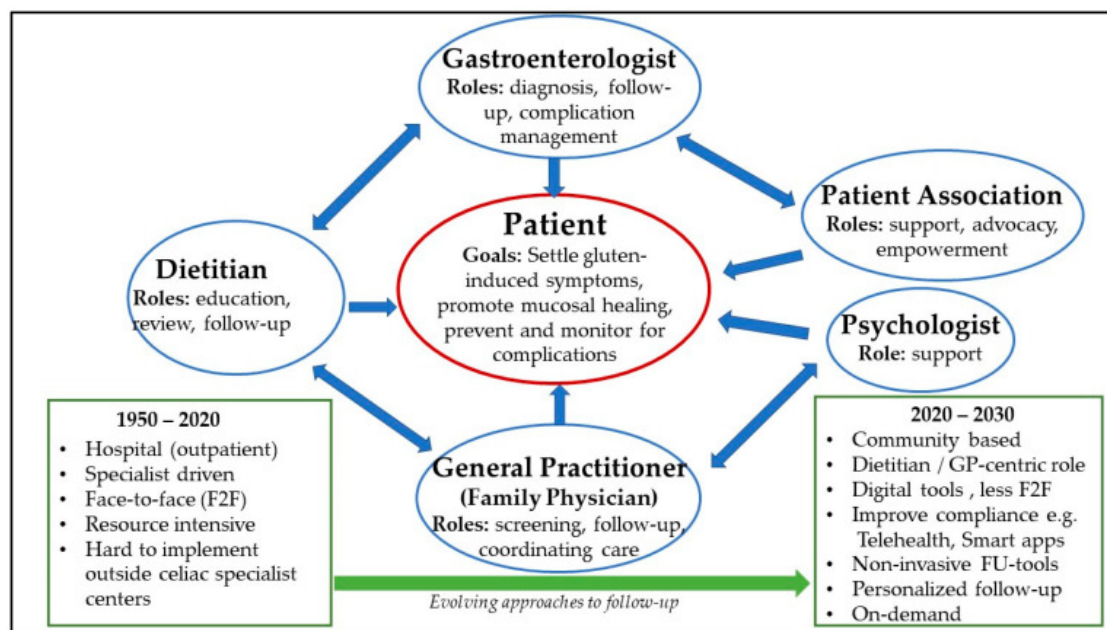 Gastroenterologist
Roles: diagnosis, follow-
up, complication
management
Patient Association
Roles: support, advocacy,
empowerment
Patient
Goals: Settle gluten-
induced symptoms,
promote mucosal healing,
prevent and monitor for
complications
Dietitian
Roles: education,
review, follow-up
Psychologist
Role: support
General Practitioner
(Family Physician)
Roles: screening, follow-up,
coordinating care
1950 – 2020
• Hospital (outpatient)
• Specialist driven
• Face-to-face (F2F)
• Resource intensive
• Hard to implement
outside celiac specialist
centers
Evolving approaches to follow-up
2020 – 2030
• Community based
• Dietitian / GP-centric role
• Digital tools , less F2F
• Improve compliance e.g.
Telehealth, Smart apps
• Non-invasive FU-tools
• Personalized follow-up
• On-demand